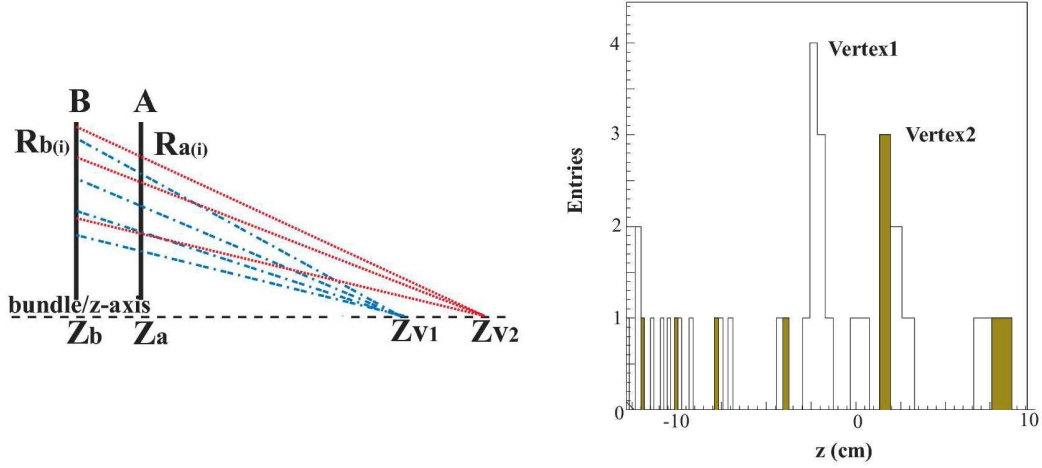 B A
Rb(i) Ra(i)
bundle/z-axis
Zb Za Zv1 Zv2
4
Vertex1
3
Vertex2
Entries
2
1
0
-10 0 10
z (cm)